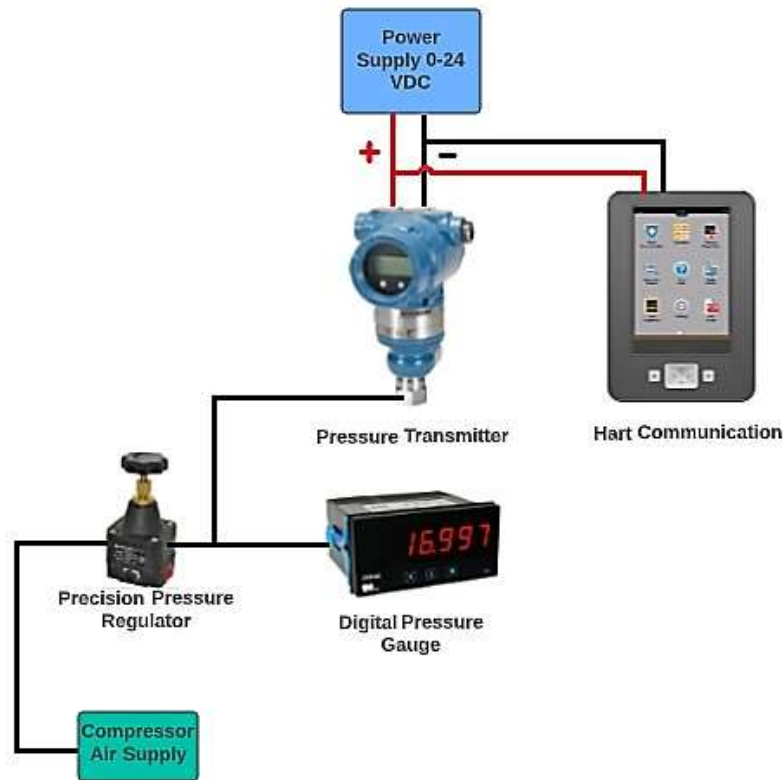 Power
Supply 0-24
VDC
+
−
Pressure Transmitter
Hart Communication
16.997
Precision Pressure
Regulator
Digital Pressure
Gauge
Compressor
Air Supply